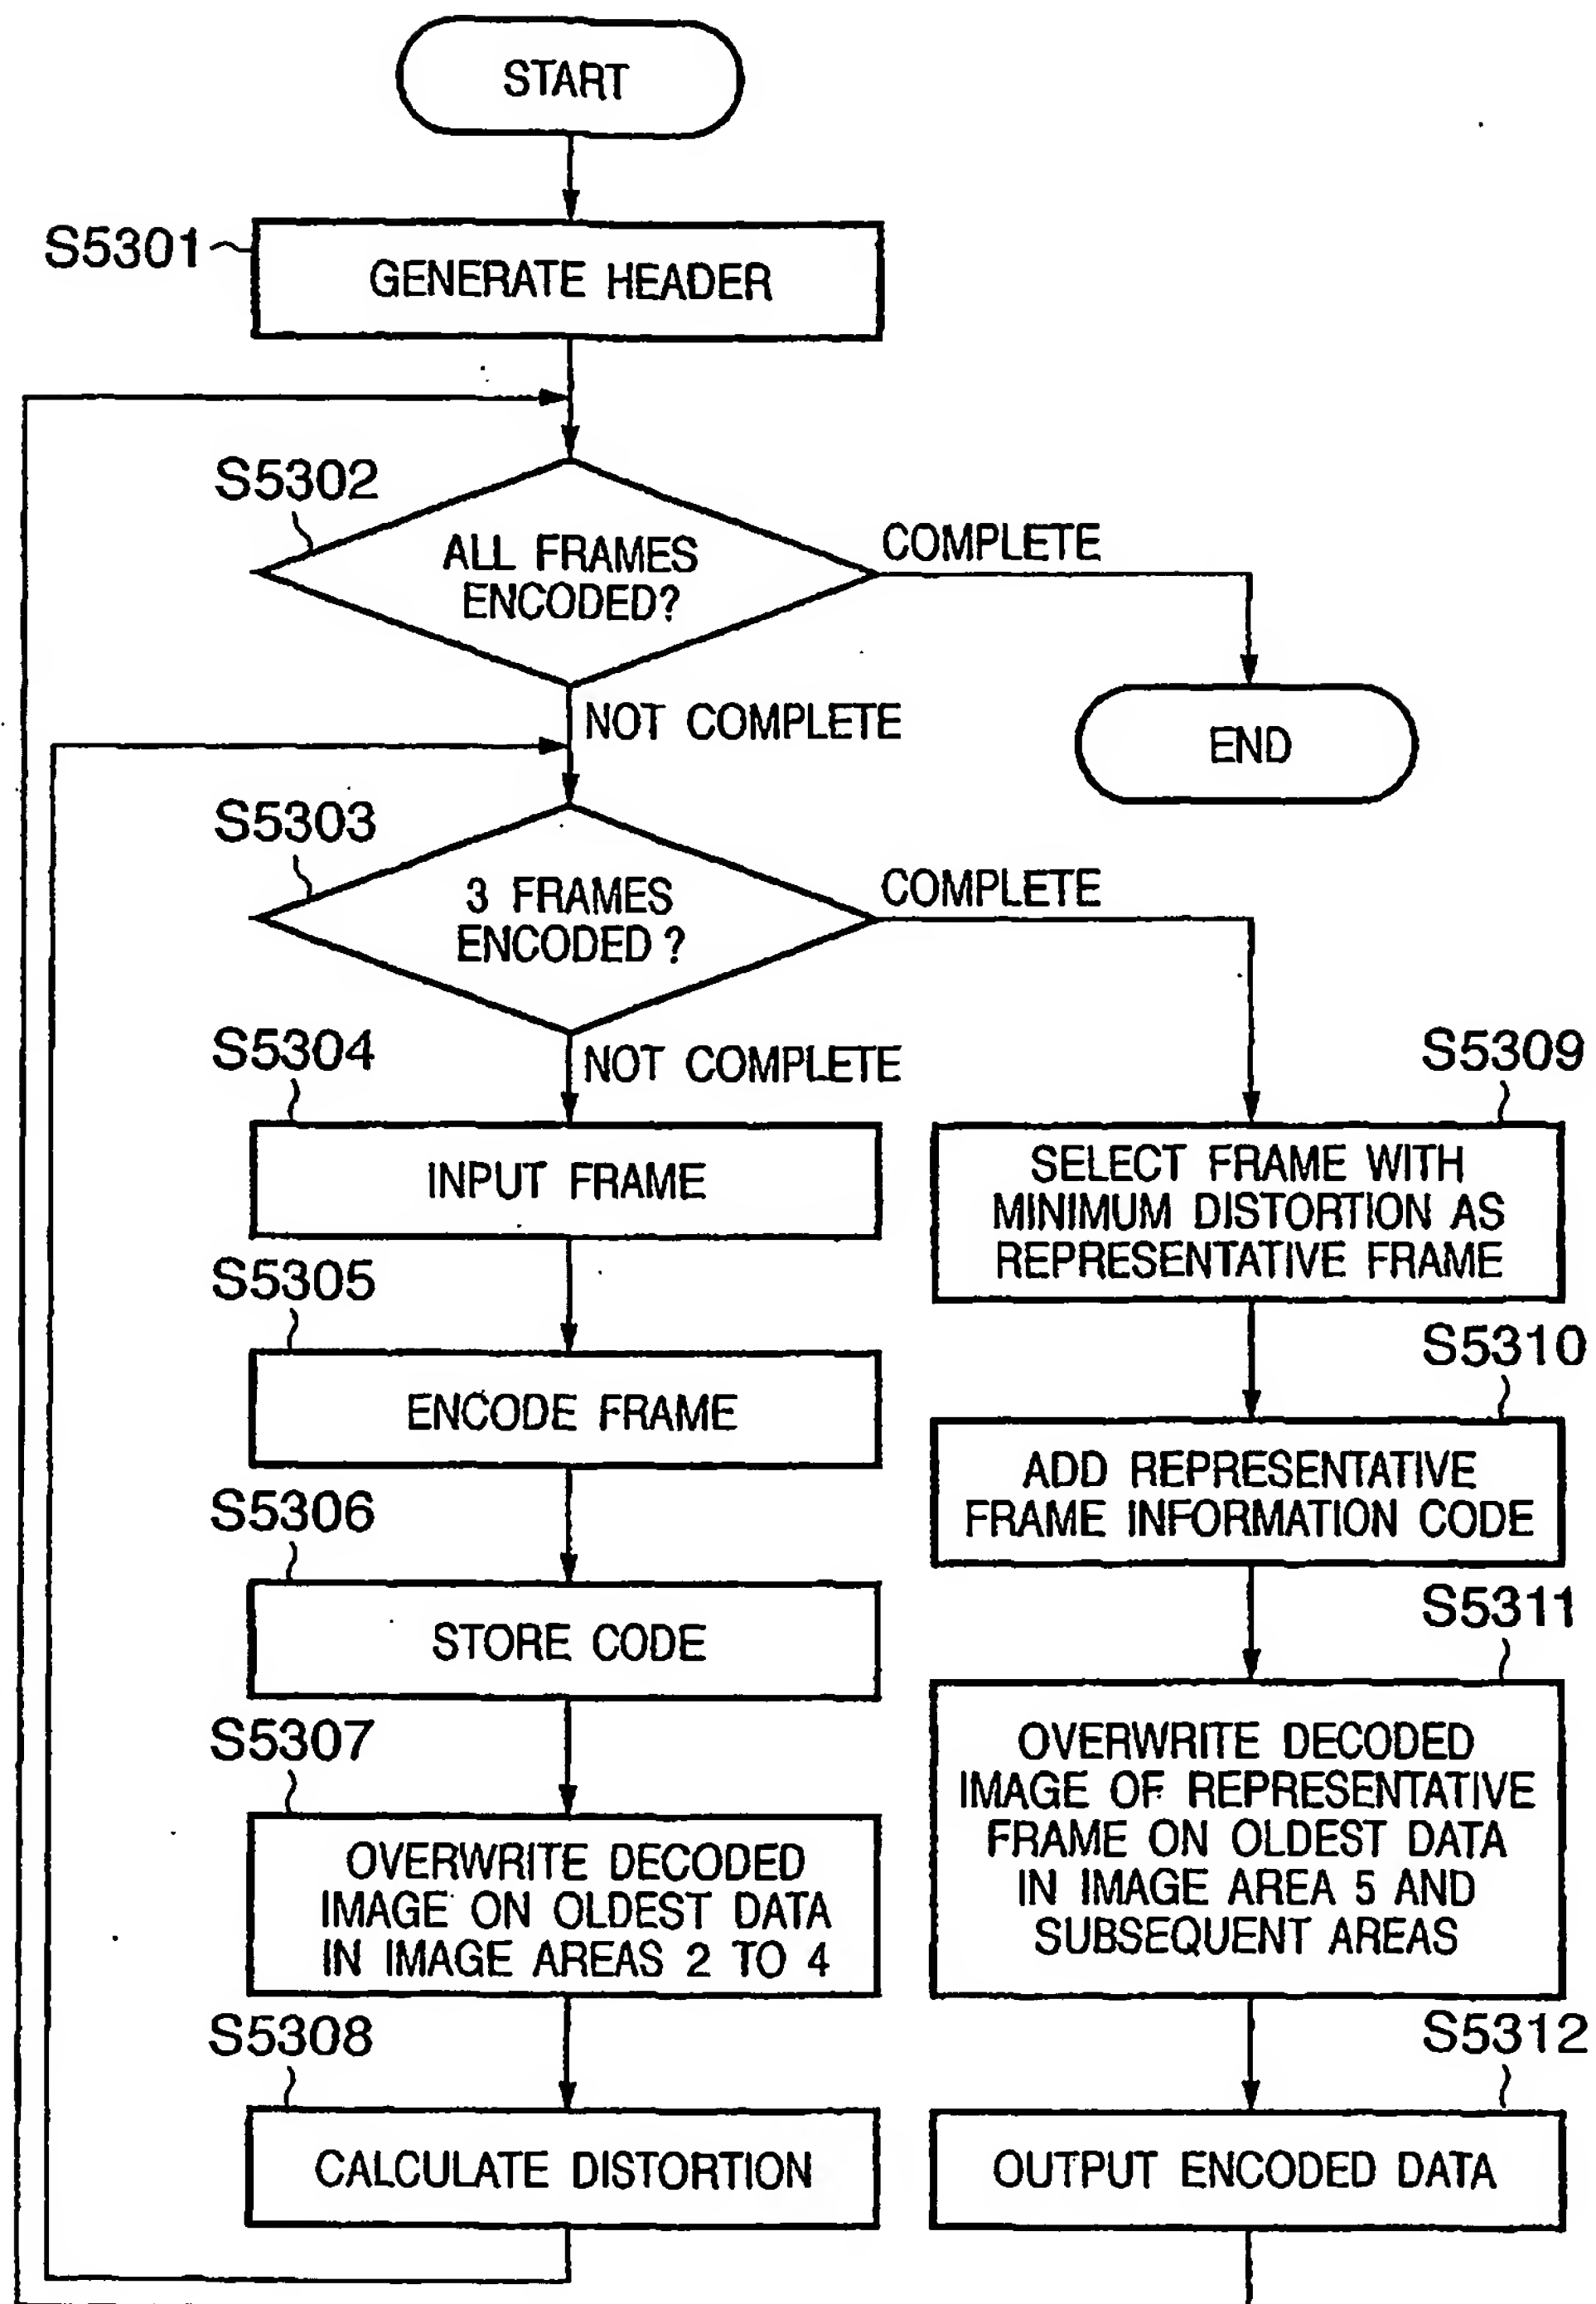 START
S5301
GENERATE HEADER
S5302
ALL FRAMES
ENCODED?
COMPLETE
NOT COMPLETE
END
S5303
3 FRAMES
ENCODED ?
COMPLETE
NOT COMPLETE
S5304
INPUT FRAME
S5305
ENCODE FRAME
S5306
STORE CODE
S5307
OVERWRITE DECODED
IMAGE ON OLDEST DATA
IN IMAGE AREAS 2 TO 4
S5308
CALCULATE DISTORTION
S5309
SELECT FRAME WITH
MINIMUM DISTORTION AS
REPRESENTATIVE FRAME
S5310
ADD REPRESENTATIVE
FRAME INFORMATION CODE
S5311
OVERWRITE DECODED
IMAGE OF REPRESENTATIVE
FRAME ON OLDEST DATA
IN IMAGE AREA 5 AND
SUBSEQUENT AREAS
S5312
OUTPUT ENCODED DATA